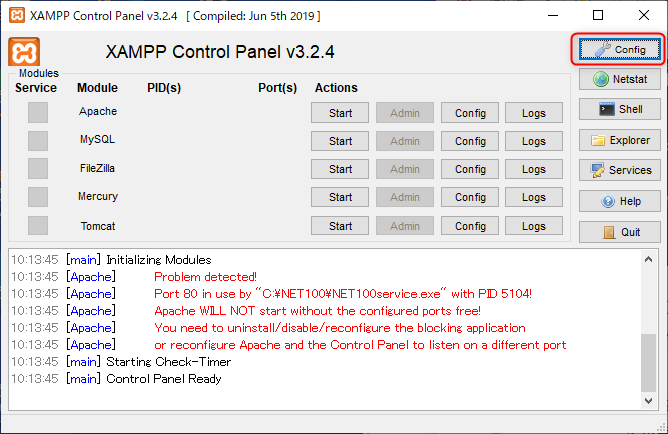 XAMPP Control Panel v3.2.4 [ Compiled: Jun 5th 2019 ]
XAMPP Control Panel v3.2.4
Config
Modules
Service Module PID(s) Port(s) Actions
Netstat
Apache Start Admin Config Logs
Shell
MySQL Start Admin Config Logs
Explorer
FileZilla Start Admin Config Logs
Services
Mercury Start Admin Config Logs
Help
Tomcat Start Admin Config Logs
Quit
10:13:45 [main] Initializing Modules
10:13:45 [Apache] Problem detected!
10:13:45 [Apache] Port 80 in use by "C:¥NET100¥NET100service.exe" with PID 5104!
10:13:45 [Apache] Apache WILL NOT start without the configured ports free!
10:13:45 [Apache] You need to uninstall/disable/reconfigure the blocking application
10:13:45 [Apache] or reconfigure Apache and the Control Panel to listen on a different port
10:13:45 [main] Starting Check-Timer
10:13:45 [main] Control Panel Ready